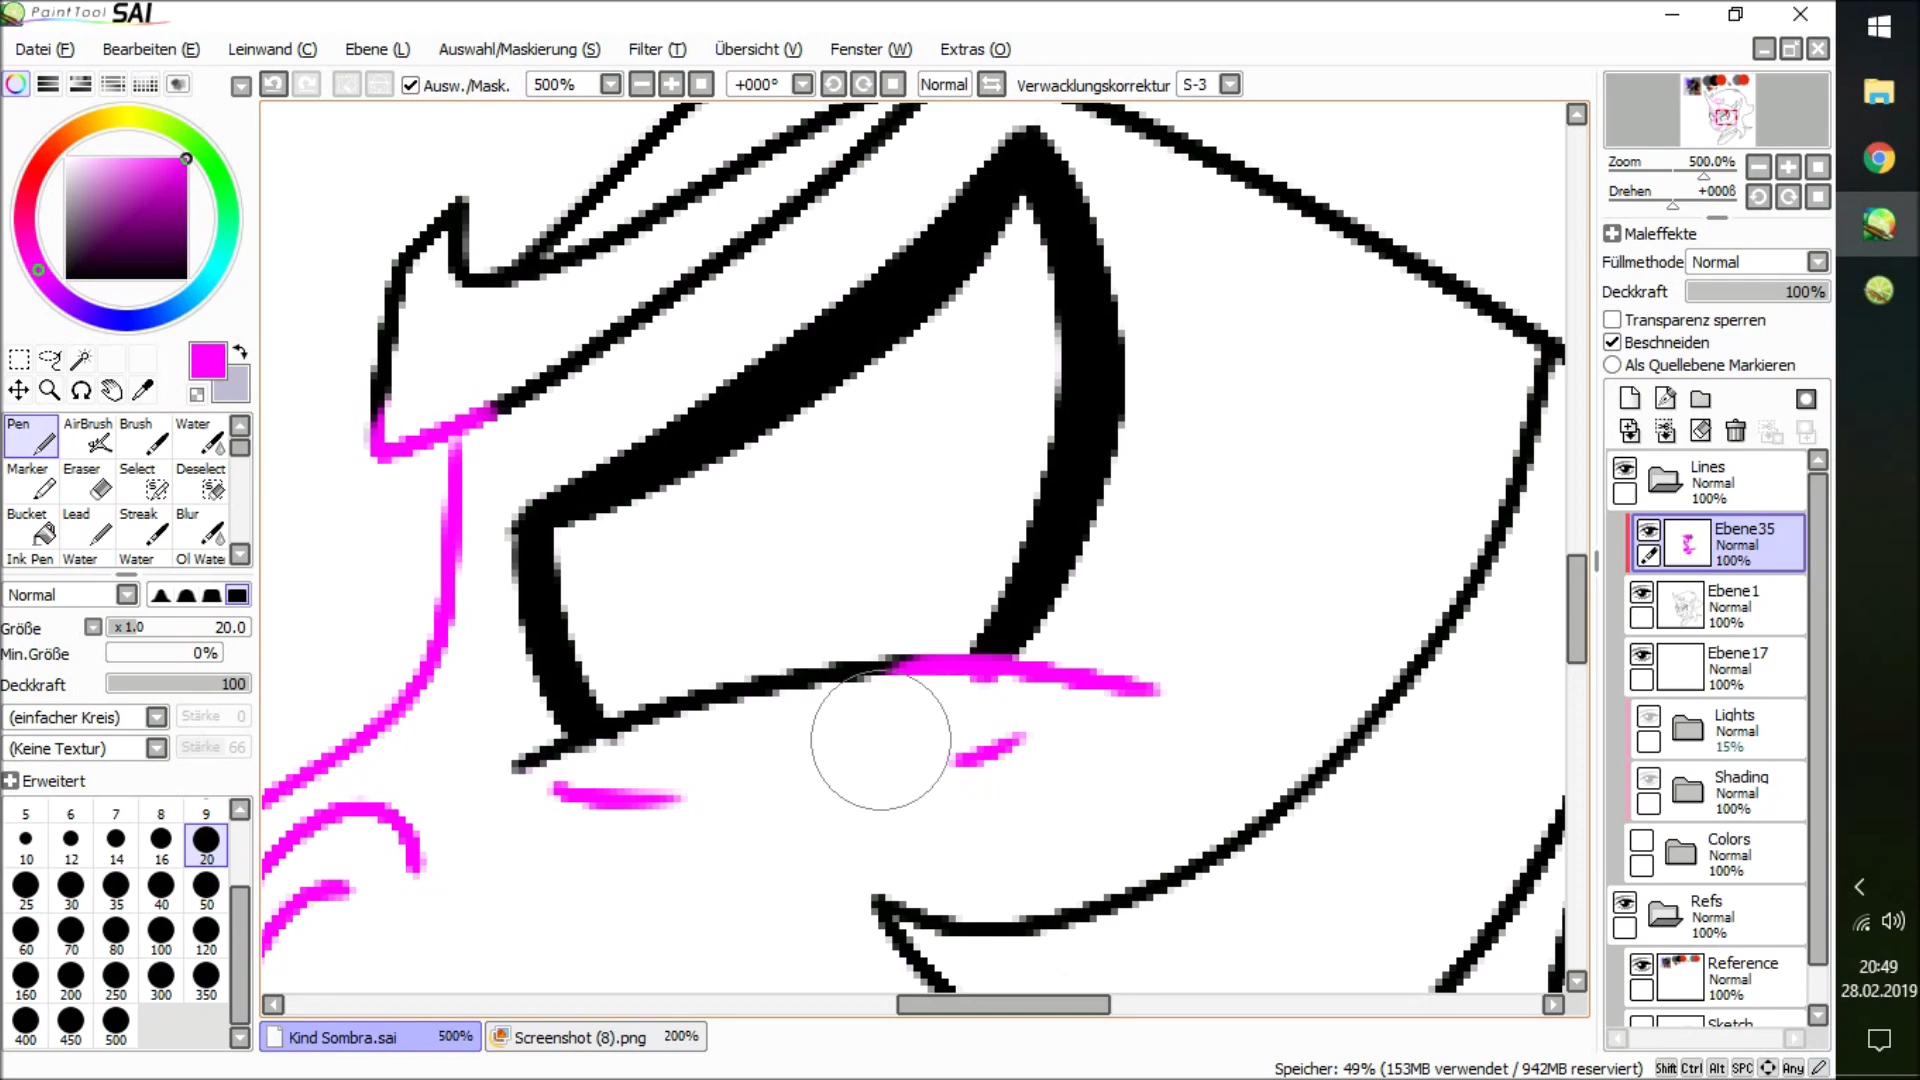 PaintTool SAI
Datei (F) Bearbeiten (E) Leinwand (C) Ebene (L) Auswahl/Maskierung (S) Filter (T) Übersicht (V) Fenster (W) Extras (O)
Ausw./Mask. 500% +000° Normal Verwacklungskorrektur S-3
Zoom 500.0%
Drehen +000ß
Maleffekte
Füllmethode Normal
Deckkraft 100%
Transparenz sperren
Beschneiden
Als Quellebene Markieren
Pen AirBrush Brush Water
Marker Eraser Select Deselect
Bucket Lead Streak Blur
Ink Pen Water Water Ol Wate
Normal
Größe x 1.0 20.0
Min.Größe 0%
Deckkraft 100
(einfacher Kreis) Stärke 0
(Keine Textur) Stärke 66
Erweitert
5 6 7 8 9
10 12 14 16 20
25 30 35 40 50
60 70 80 100 120
160 200 250 300 350
400 450 500
Lines
Normal
100%
Ebene35
Normal
100%
Ebene1
Normal
100%
Ebene17
Normal
100%
Lights
Normal
15%
Shading
Normal
100%
Colors
Normal
100%
Refs
Normal
100%
Reference
Normal
100%
Sketch
Kind Sombra.sai 500% Screenshot (8).png 200%
Speicher: 49% (153MB verwendet / 942MB reserviert) Shift Ctrl Alt SPC Any
20:49
28.02.2019